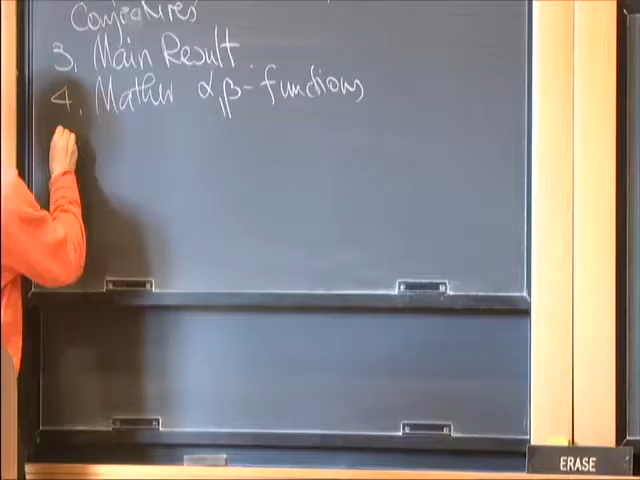 Conjectures
3. Main Result
4. Mather α,β-functions
ERASE